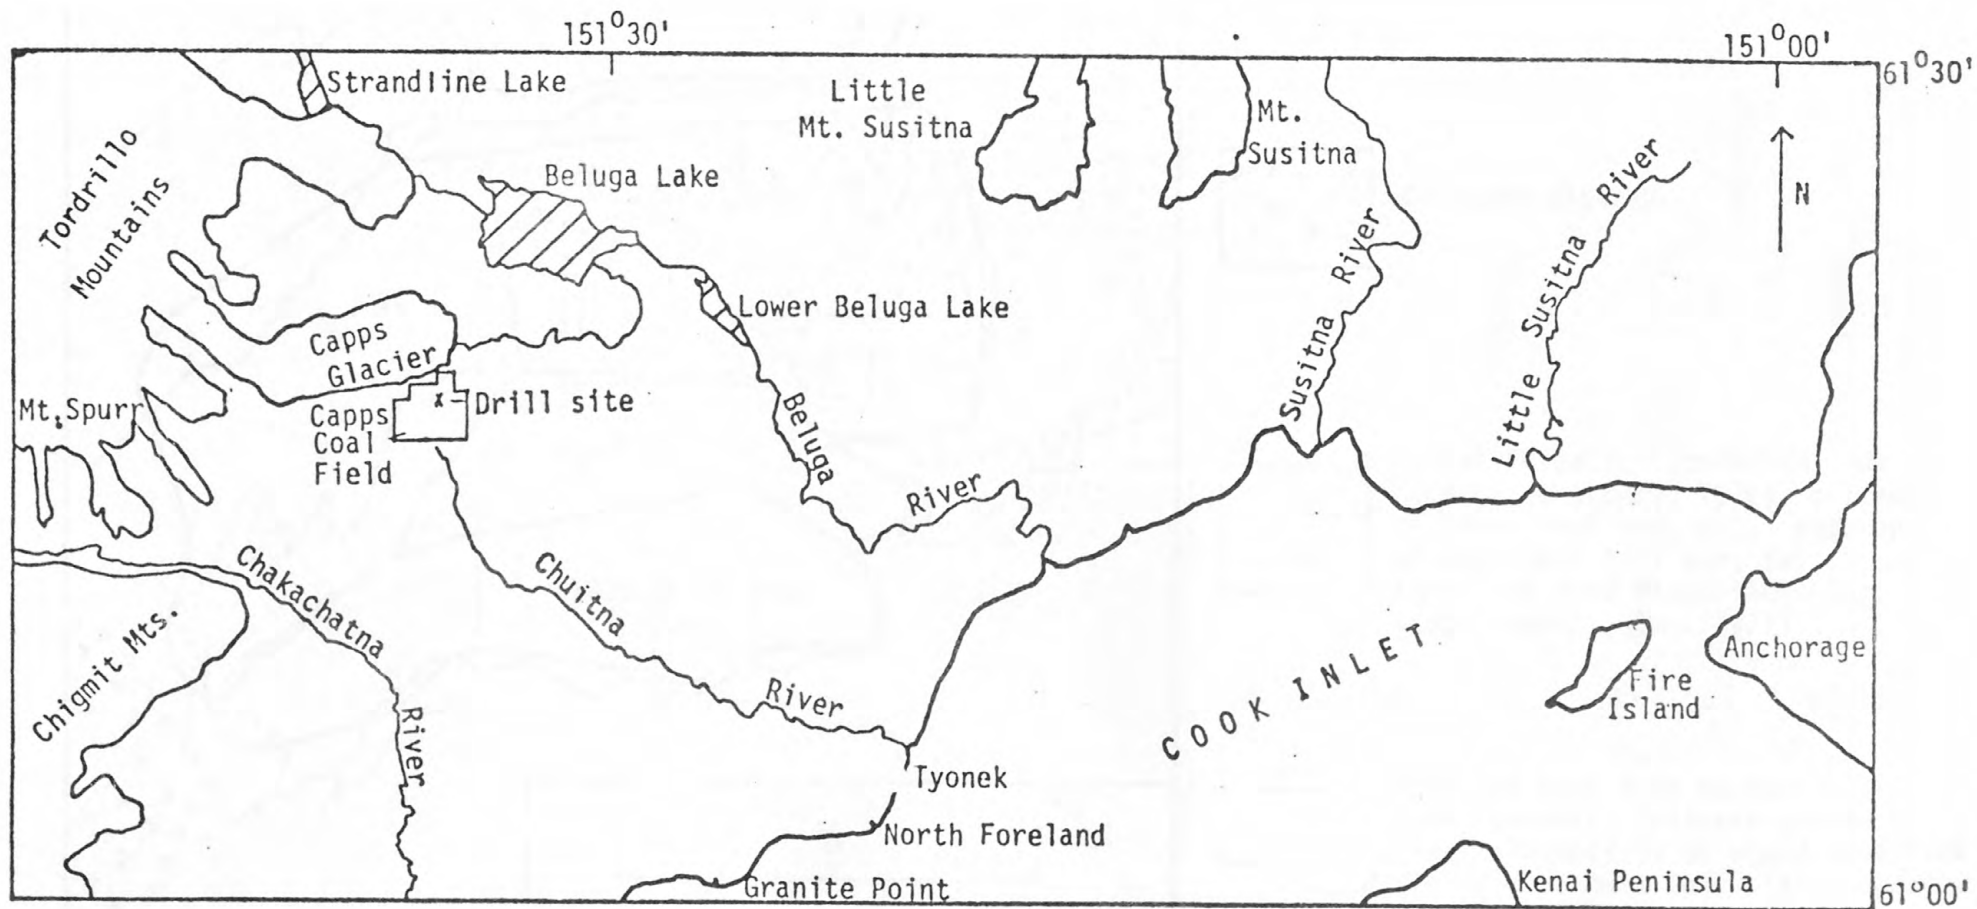 151°30'
151°00'
61°30'
Strandline Lake
Little
Mt. Susitna
Mt.
Susitna
Tordrillo
Mountains
Beluga Lake
Susitna River
Little Susitna River
N
Lower Beluga Lake
Capps
Glacier
Mt. Spurr
Capps
Coal
Field
x Drill site
Beluga River
Chakachatna River
Chuitna River
Chigmit Mts.
COOK INLET
Anchorage
Fire
Island
Tyonek
North Foreland
Granite Point
Kenai Peninsula
61°00'